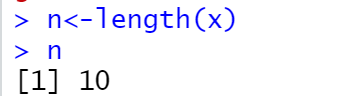 > n<-length(x)
> n
[1] 10